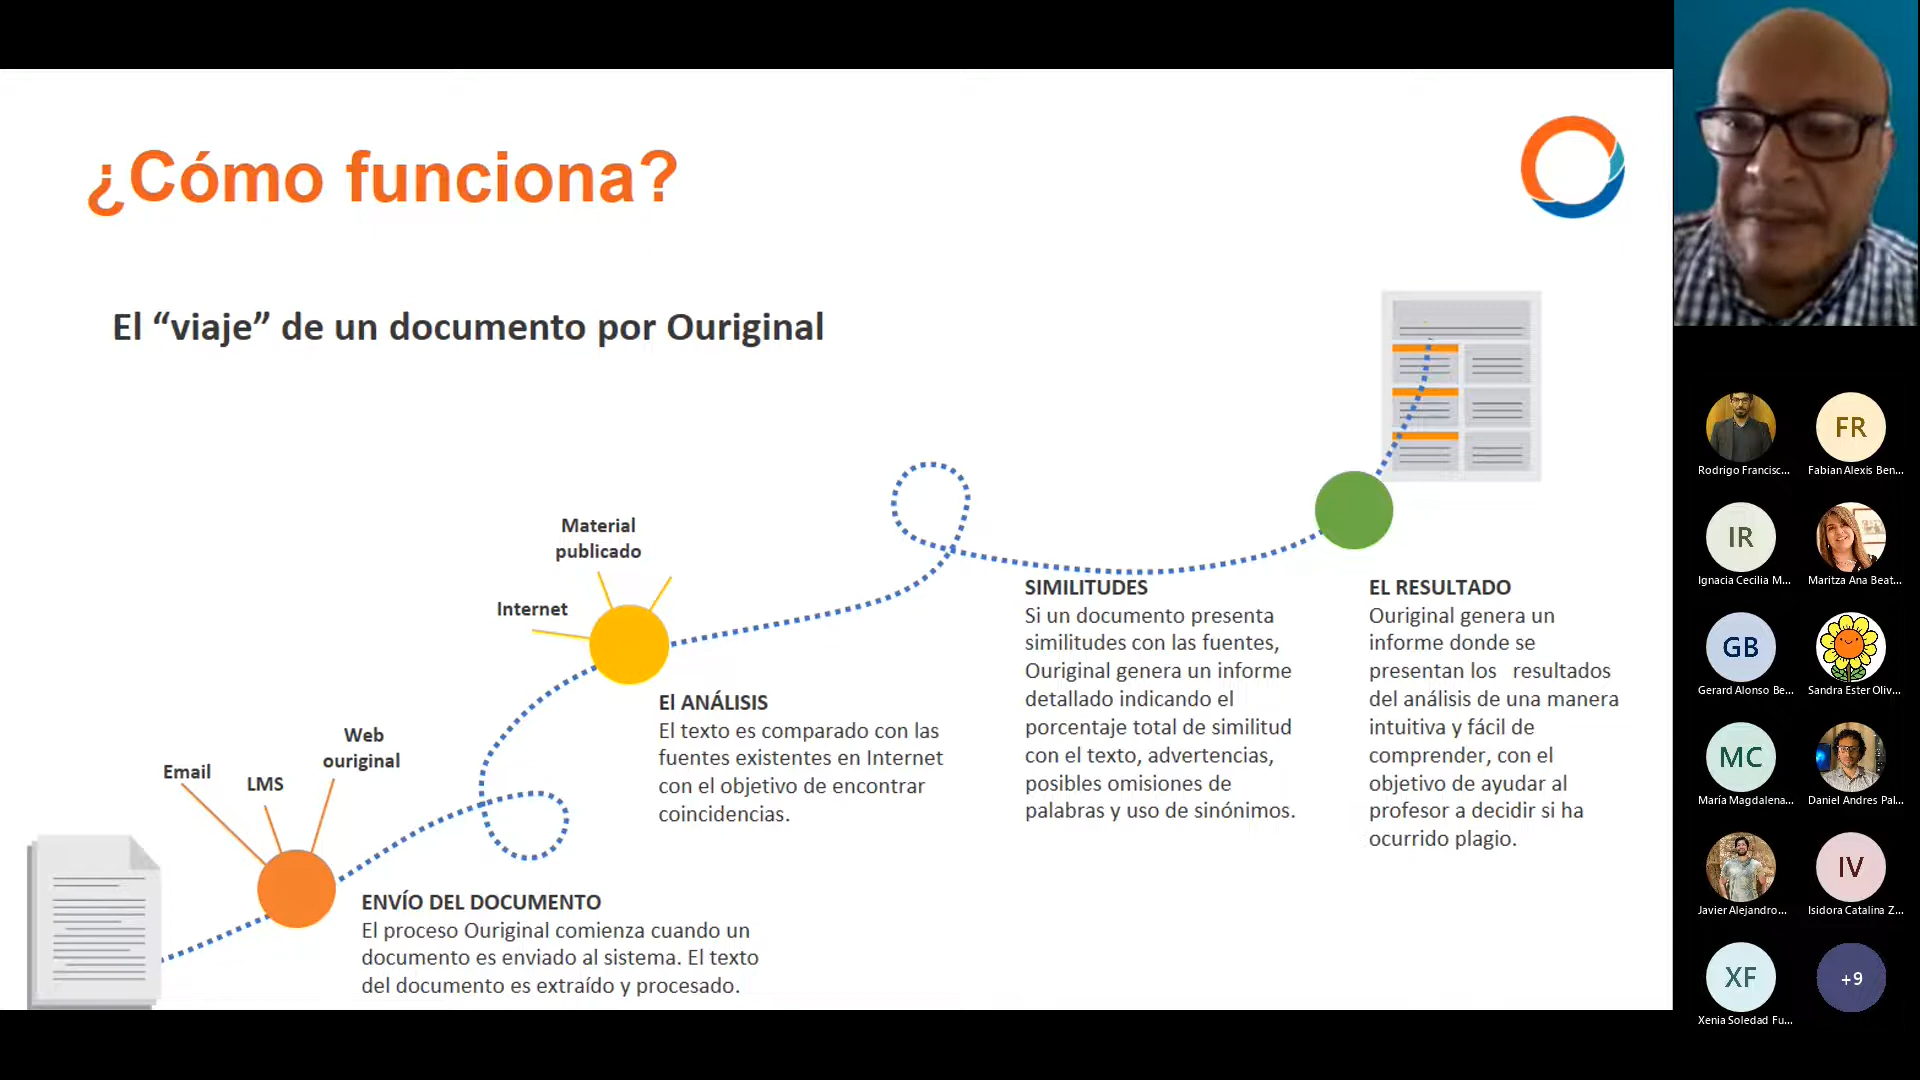 ¿Cómo funciona?
El “viaje” de un documento por Ouriginal
Material
publicado
Internet
Web
ouriginal
Email
LMS
ENVÍO DEL DOCUMENTO
El proceso Ouriginal comienza cuando un
documento es enviado al sistema. El texto
del documento es extraído y procesado.
El ANÁLISIS
El texto es comparado con las
fuentes existentes en Internet
con el objetivo de encontrar
coincidencias.
SIMILITUDES
Si un documento presenta
similitudes con las fuentes,
Ouriginal genera un informe
detallado indicando el
porcentaje total de similitud
con el texto, advertencias,
posibles omisiones de
palabras y uso de sinónimos.
EL RESULTADO
Ouriginal genera un
informe donde se
presentan los resultados
del análisis de una manera
intuitiva y fácil de
comprender, con el
objetivo de ayudar al
profesor a decidir si ha
ocurrido plagio.
FR
Rodrigo Francisc...
Fabian Alexis Ben...
IR
Ignacia Cecilia M...
Maritza Ana Beat...
GB
Gerard Alonso Be...
Sandra Ester Oliv...
MC
María Magdalena...
Daniel Andres Pal...
IV
Javier Alejandro...
Isidora Catalina Z...
XF
+9
Xenia Soledad Fu...